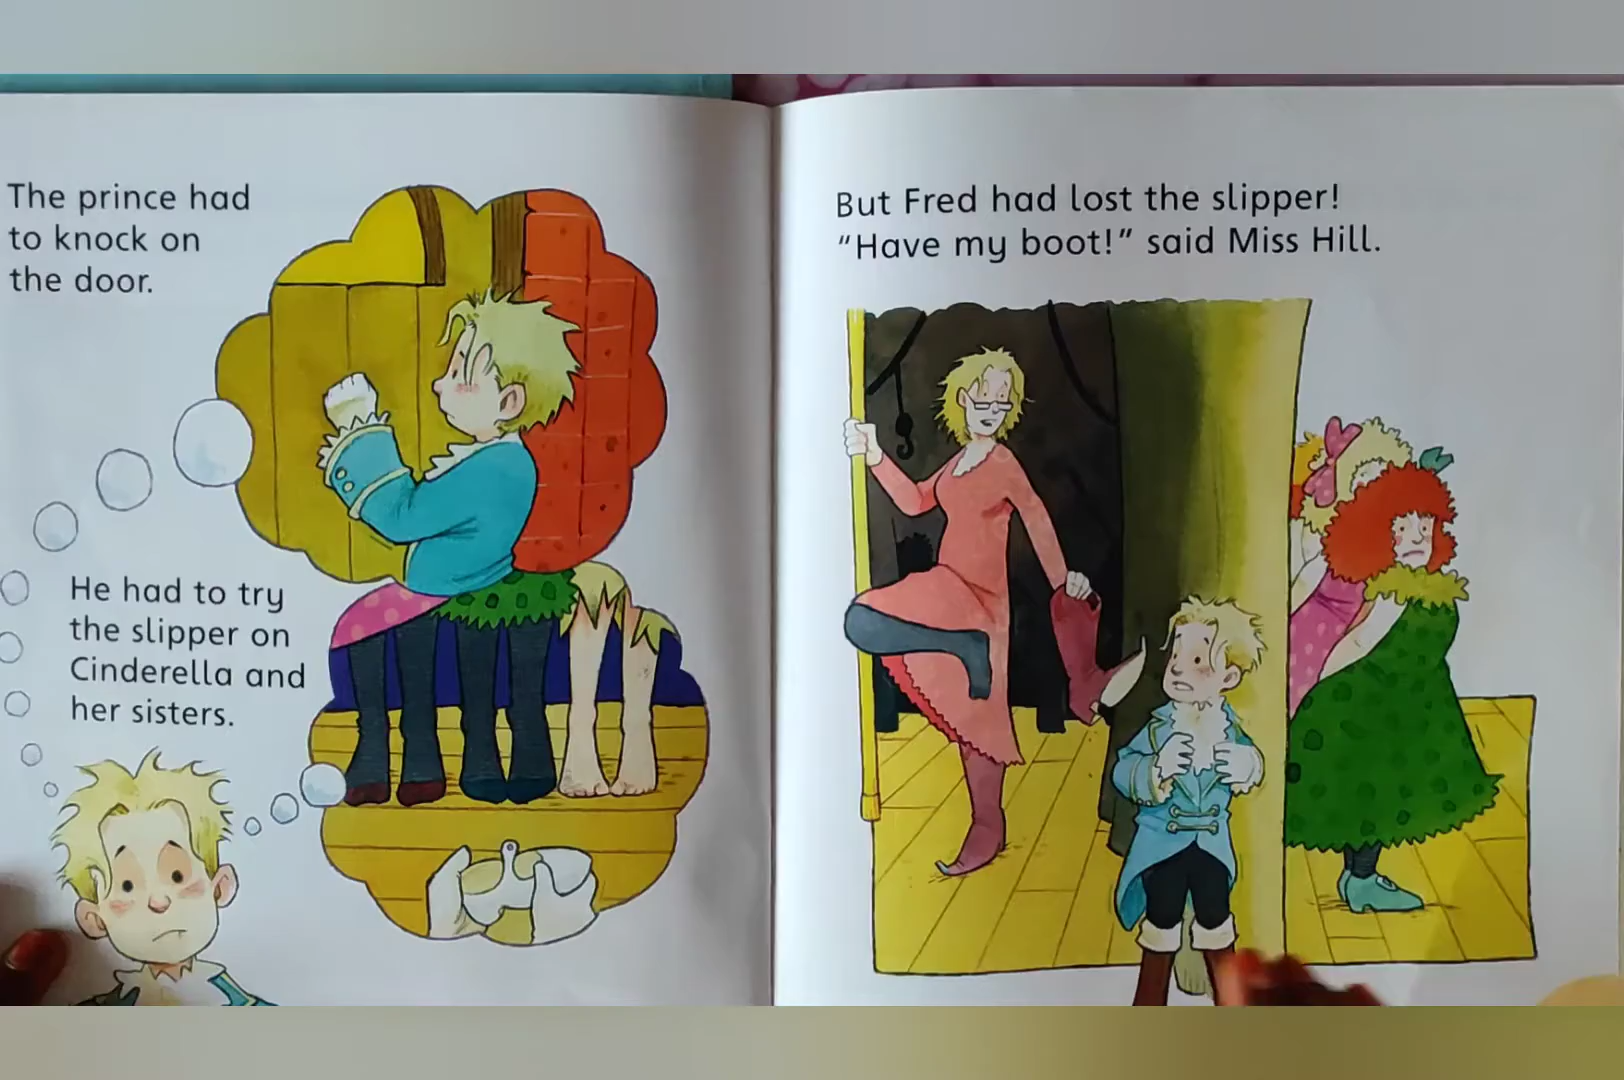 The prince had
to knock on
the door.
He had to try
the slipper on
Cinderella and
her sisters.
But Fred had lost the slipper!
“Have my boot!” said Miss Hill.